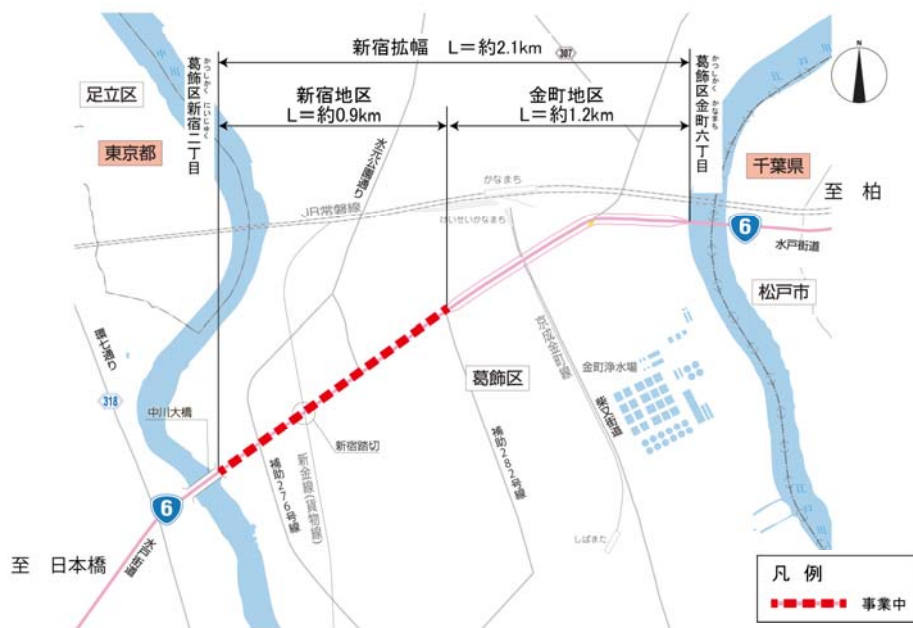 新宿拡幅 L=約2.1km
307
N
葛飾区新宿二丁目
かつしかく にいじゅく
葛飾区金町六丁目
かつしかく かなまち
足立区
新宿地区
L=約0.9km
金町地区
L=約1.2km
東京都
千葉県
中川
江戸川
水元公園通り
かなまち
至 柏
JR常磐線
けいせいかなまち
6
水戸街道
松戸市
環七通り
京成金町線
金町浄水場
葛飾区
318
中川大橋
柴又街道
新宿踏切
補助276号線
新金線(貨物線)
補助282号線
6
しばまた
江戸川
水戸街道
至 日本橋
凡 例
事業中